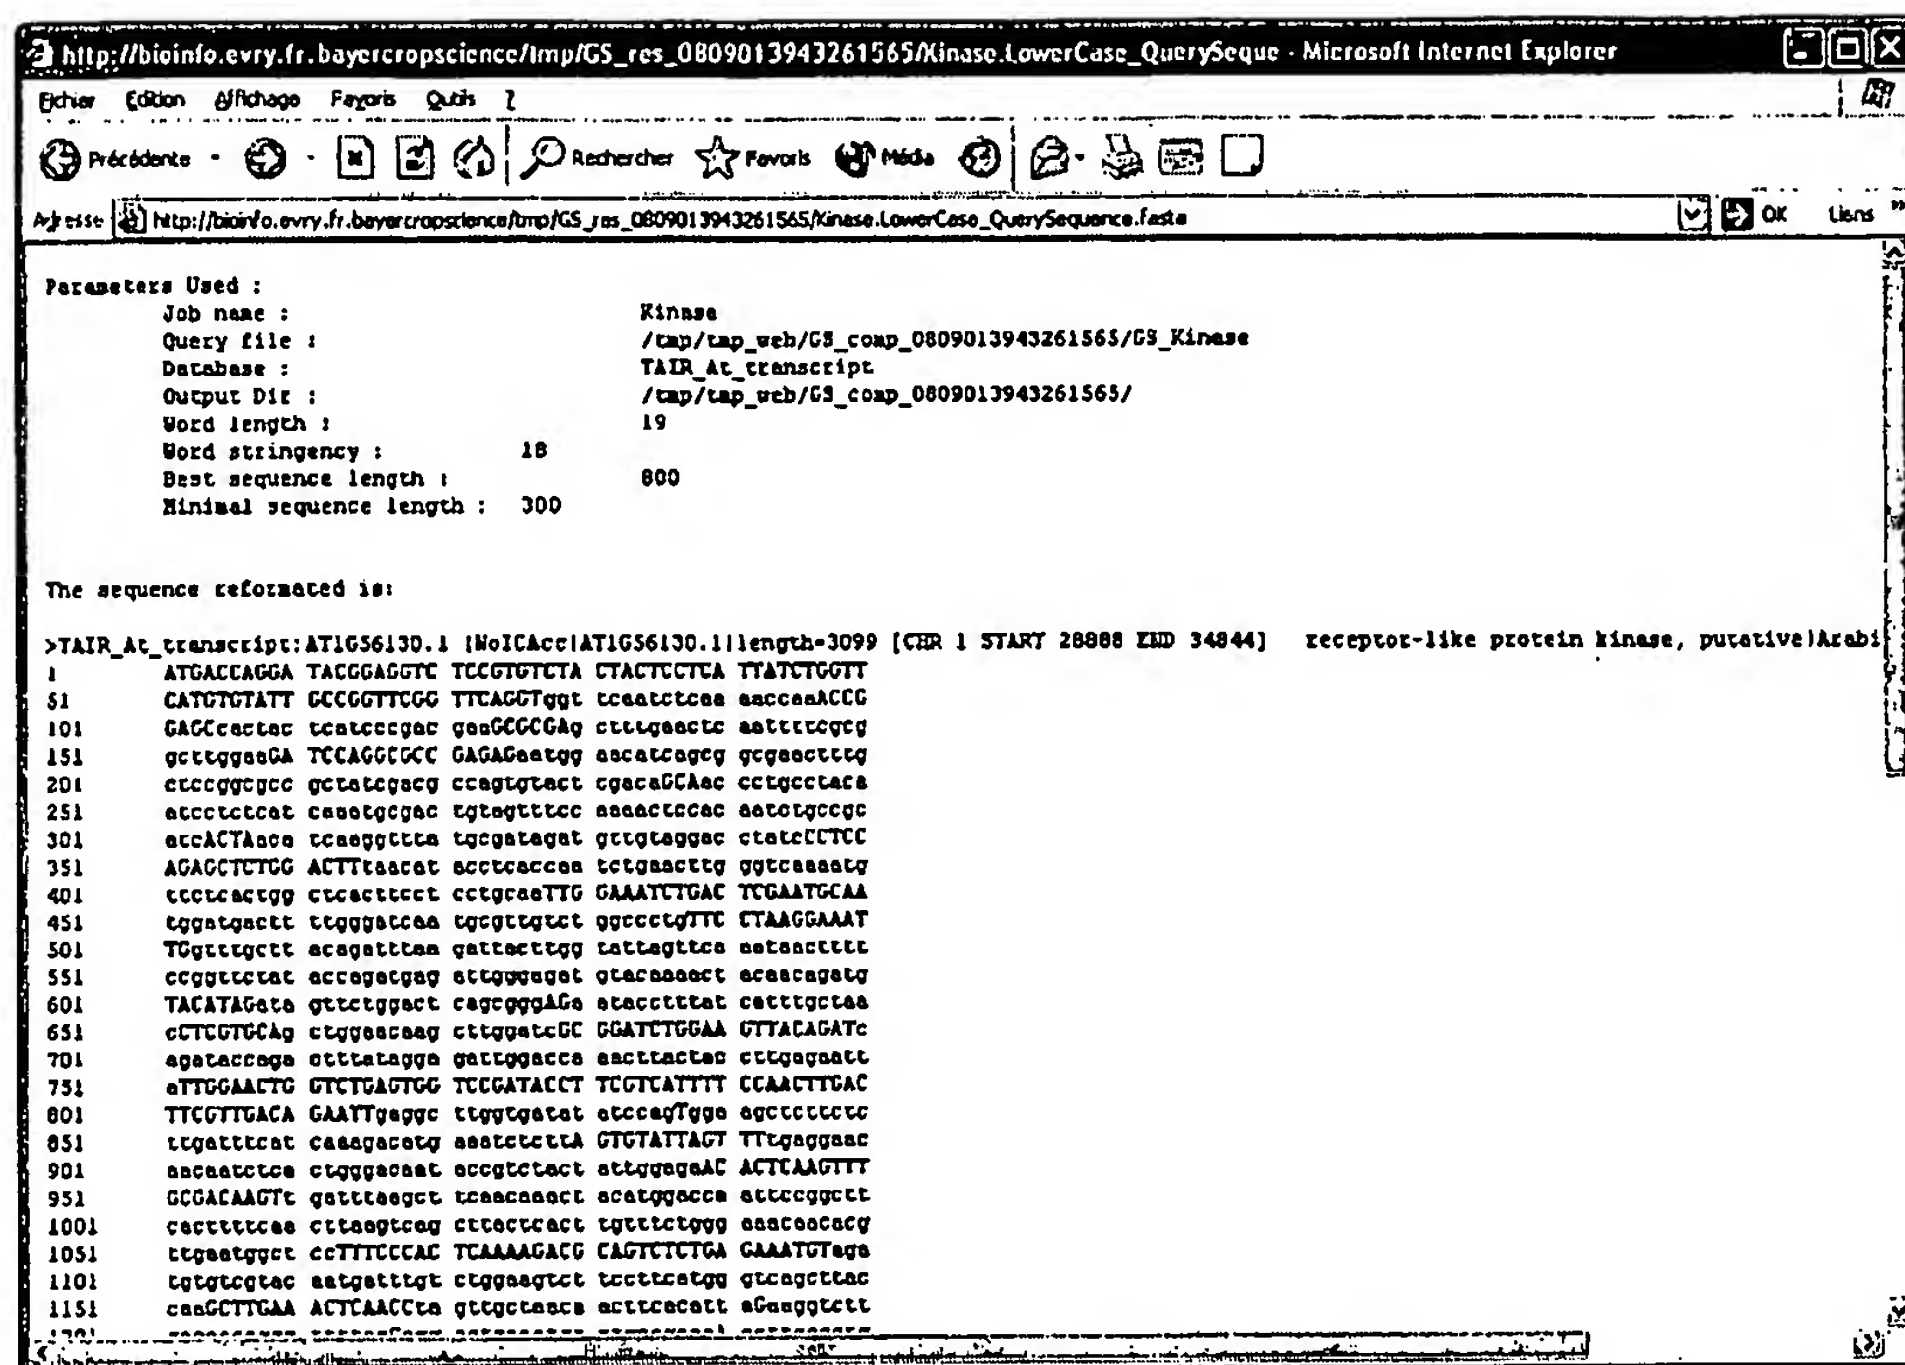 http://bioinfo.evry.fr.bayercropscience/tmp/GS_res_0809013943261565/Kinase.LowerCase_QuerySeque - Microsoft Internet Explorer
Fichier Edition Affichage Favoris Outils ?
Précédente Rechercher Favoris Média
Adresse http://bioinfo.evry.fr.bayercropscience/tmp/GS_res_0809013943261565/Kinase.LowerCase_QuerySequence.fasta OK Liens »
Parameters Used :
Job name : Kinase
Query file : /tmp/tmp_web/GS_comp_0809013943261565/GS_Kinase
Database : TAIR_At_transcript
Output Dir : /tmp/tmp_web/GS_comp_0809013943261565/
Word length : 19
Word stringency : 18
Best sequence length : 800
Minimal sequence length : 300
The sequence reformated is:
>TAIR_At_transcript:AT1G56130.1 |NoICAcc|AT1G56130.1|length=3099 [CHR 1 START 28888 END 34844] receptor-like protein kinase, putative|Arabi
1 ATGACCAGGA TACGGAGGTC TCCGTGTCTA CTACTCCTCA TTATCTGGTT
51 CATGTGTATT GCCGGTTCGG TTCAGGTggt tcaatctcaa aaccaaACCG
101 GAGCcactac tcatcccgac gaaGCGCGAg ctttgaactc aattttcgcg
151 gcttggaaGA TCCAGGCGCC GAGAGaatgg aacatcagcg gcgaactttg
201 ctccggcgcc gctatcgacg ccagtgtact cgacaGCAac cctgcctaca
251 atcctctcat caaatgcgac tgtagtttcc aaaactccac aatctgccgc
301 atcACTAaca tcaaggttta tgcgatagat gttgtaggac ctatcCCTCC
351 AGAGCTCTGG ACTTtaacat acctcaccaa tctgaacttg ggtcaaaatg
401 tcctcactgg ctcacttcct cctgcaaTTG GAAATCTGAC TCGAATGCAA
451 tggatgactt ttgggatcaa tgcgttgtct ggccctgTTC CTAAGGAAAT
501 TGgtttgctt acagatttaa gattacttgg tattagttca aataactttt
551 ccggttctat accagatgag attgggagat gtacaaaact acaacagatg
601 TACATAGata gttctggact cagcgggAGa atacctttat catttgctaa
651 cCTCGTGCAg ctggaacaag cttggatcGC GGATCTGGAA GTTACAGATc
701 agataccaga ctttatagga gattggacca aacttactac cttgagaatt
751 aTTGGAACTG GTCTGAGTGG TCCGATACCT TCGTCATTTT CCAACTTGAC
801 TTCGTTGACA GAATTgaggc ttggtgatat atccagTgga agctcctctc
851 ttgatttcat caaagacatg aaatctcttA GTGTATTAGT TTtgaggaac
901 aacaatctca ctgggacaat accgtctact attggagaAC ACTCAAGTTT
951 GCGACAAGTt gatttaagct tcaacaaact acatggacca attccggctt
1001 cacttttcaa cttaagtcag cttactcact tgtttctggg aaacaacacg
1051 ttgaatggct ccTTTCCCAC TCAAAAGACG CAGTCTCTGA GAAATGTaga
1101 tgtgtcgtac aatgatttgt ctggaagtct tccttcatgg gtcagcttac
1151 caaGCTTGAA ACTCAACCta gttgctaaca acttcacatt aGaaggtctt